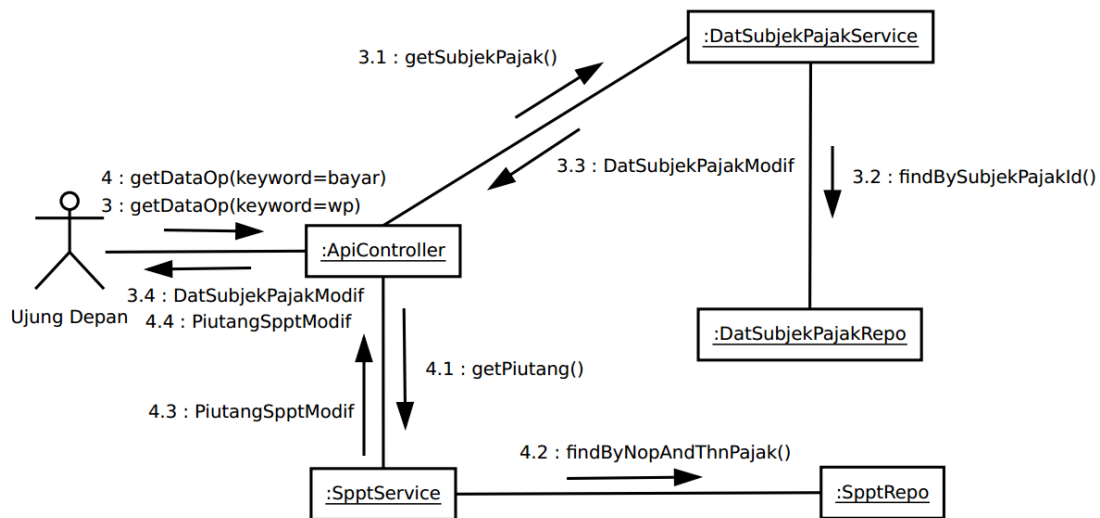 :DatSubjekPajakService
3.1 : getSubjekPajak()
3.3 : DatSubjekPajakModif
3.2 : findBySubjekPajakId()
4 : getDataOp(keyword=bayar)
3 : getDataOp(keyword=wp)
:ApiController
3.4 : DatSubjekPajakModif
Ujung Depan
4.4 : PiutangSpptModif
:DatSubjekPajakRepo
4.1 : getPiutang()
4.3 : PiutangSpptModif
4.2 : findByNopAndThnPajak()
:SpptService
:SpptRepo